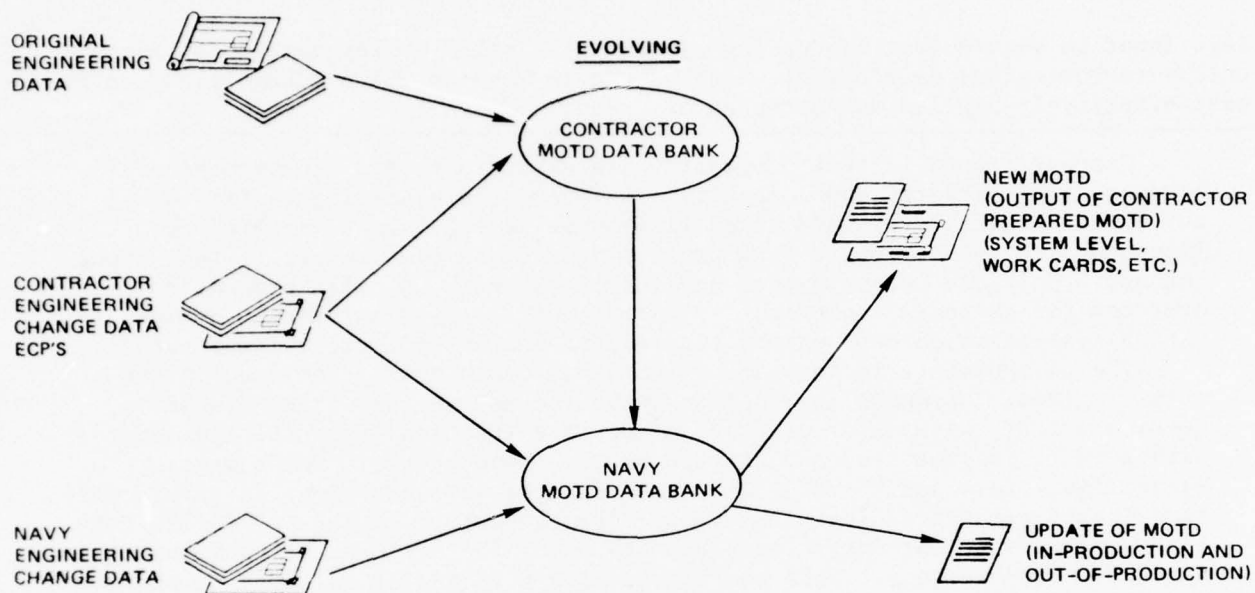 ORIGINAL
ENGINEERING
DATA
EVOLVING
CONTRACTOR
MOTD DATA BANK
NEW MOTD
(OUTPUT OF CONTRACTOR
PREPARED MOTD)
(SYSTEM LEVEL,
WORK CARDS, ETC.)
CONTRACTOR
ENGINEERING
CHANGE DATA
ECP'S
NAVY
MOTD DATA BANK
NAVY
ENGINEERING
CHANGE DATA
UPDATE OF MOTD
(IN-PRODUCTION AND
OUT-OF-PRODUCTION)